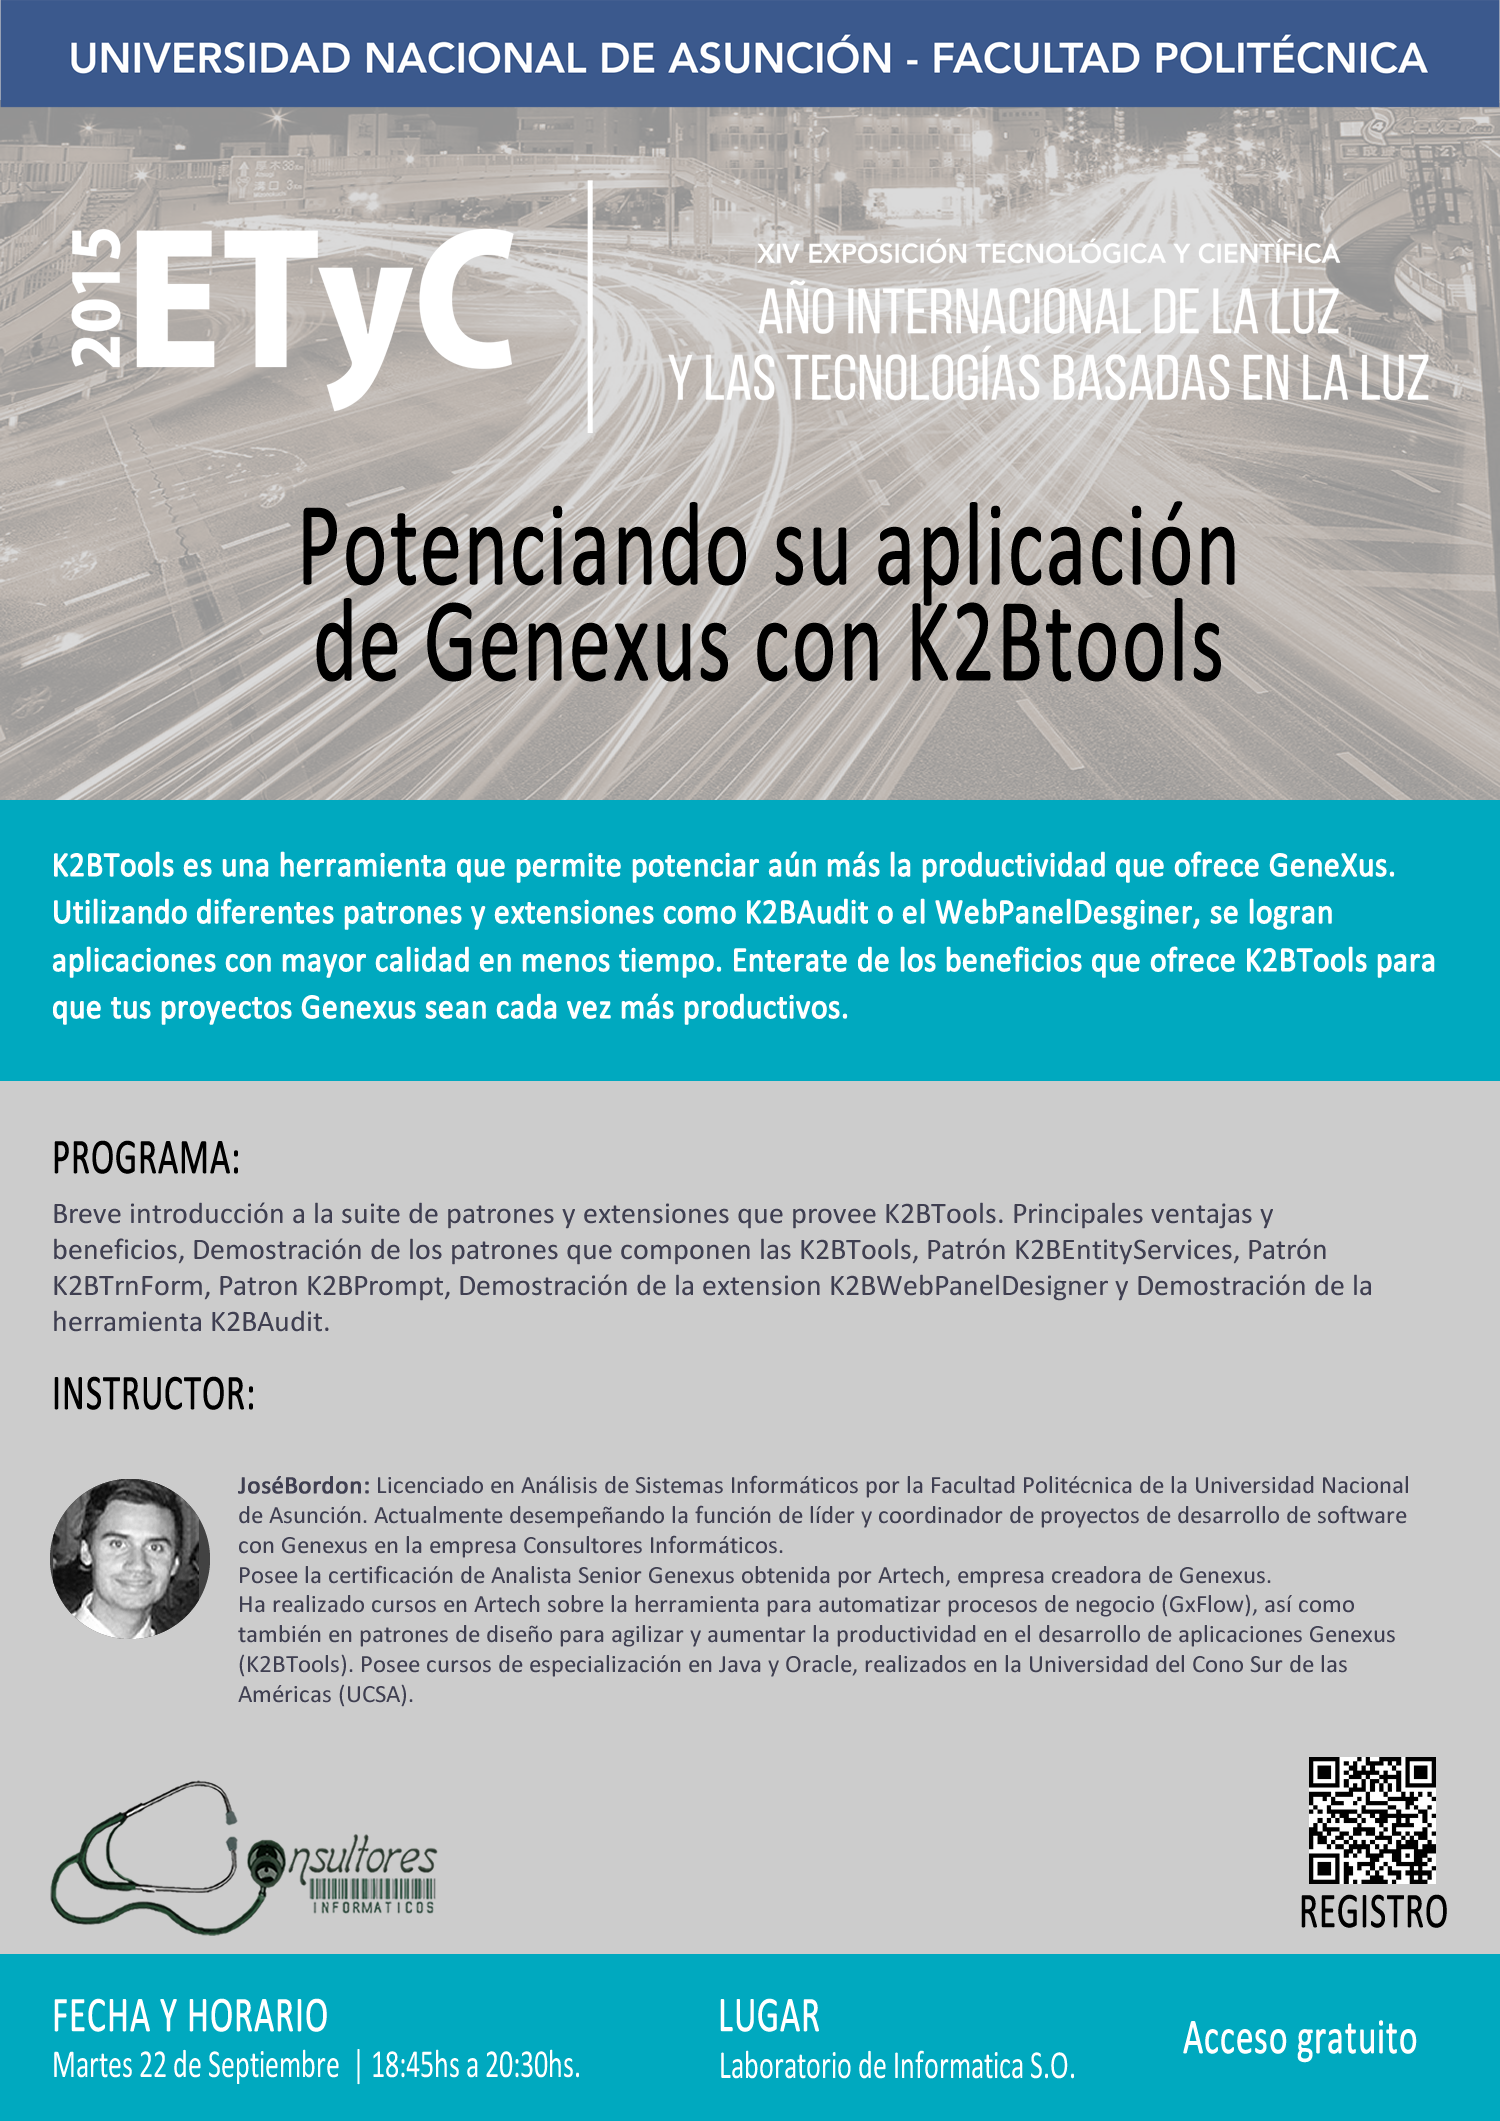 UNIVERSIDAD NACIONAL DE ASUNCIÓN - FACULTAD POLITÉCNICA
2015
ETyC
XIV EXPOSICIÓN TECNOLÓGICA Y CIENTÍFICA
AÑO INTERNACIONAL DE LA LUZ
Y LAS TECNOLOGÍAS BASADAS EN LA LUZ
Potenciando su aplicación
de Genexus con K2Btools
K2BTools es una herramienta que permite potenciar aún más la productividad que ofrece GeneXus.
Utilizando diferentes patrones y extensiones como K2BAudit o el WebPanelDesginer, se logran
aplicaciones con mayor calidad en menos tiempo. Enterate de los beneficios que ofrece K2BTools para
que tus proyectos Genexus sean cada vez más productivos.
PROGRAMA:
Breve introducción a la suite de patrones y extensiones que provee K2BTools. Principales ventajas y
beneficios, Demostración de los patrones que componen las K2BTools, Patrón K2BEntityServices, Patrón
K2BTrnForm, Patron K2BPrompt, Demostración de la extension K2BWebPanelDesigner y Demostración de la
herramienta K2BAudit.
INSTRUCTOR:
JoséBordon: Licenciado en Análisis de Sistemas Informáticos por la Facultad Politécnica de la Universidad Nacional
de Asunción. Actualmente desempeñando la función de líder y coordinador de proyectos de desarrollo de software
con Genexus en la empresa Consultores Informáticos.
Posee la certificación de Analista Senior Genexus obtenida por Artech, empresa creadora de Genexus.
Ha realizado cursos en Artech sobre la herramienta para automatizar procesos de negocio (GxFlow), así como
también en patrones de diseño para agilizar y aumentar la productividad en el desarrollo de aplicaciones Genexus
(K2BTools). Posee cursos de especialización en Java y Oracle, realizados en la Universidad del Cono Sur de las
Américas (UCSA).
Consultores
INFORMATICOS
REGISTRO
FECHA Y HORARIO
Martes 22 de Septiembre | 18:45hs a 20:30hs.
LUGAR
Laboratorio de Informatica S.O.
Acceso gratuito